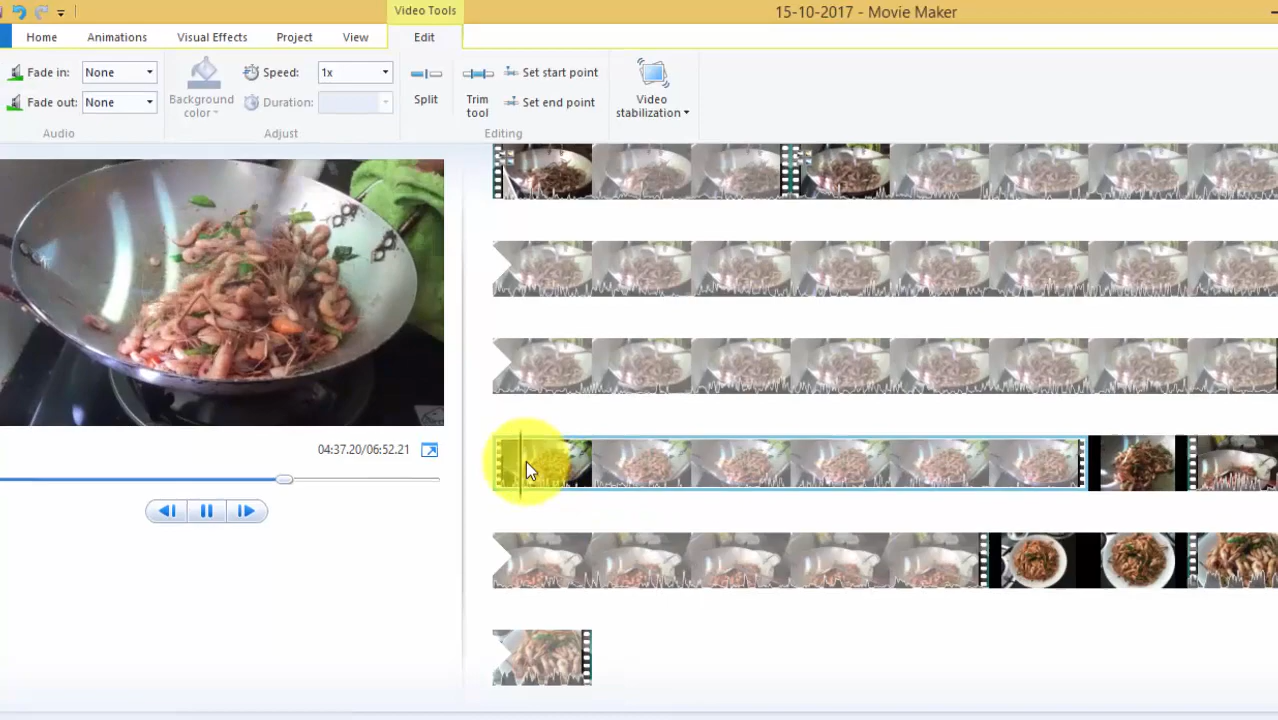 Video Tools
15-10-2017 - Movie Maker
Home
Animations
Visual Effects
Project
View
Edit
Fade in:
None
Fade out:
None
Audio
Background
color
Speed:
1x
Duration:
Adjust
Split
Trim
tool
Set start point
Set end point
Editing
Video
stabilization
04:37.20/06:52.21